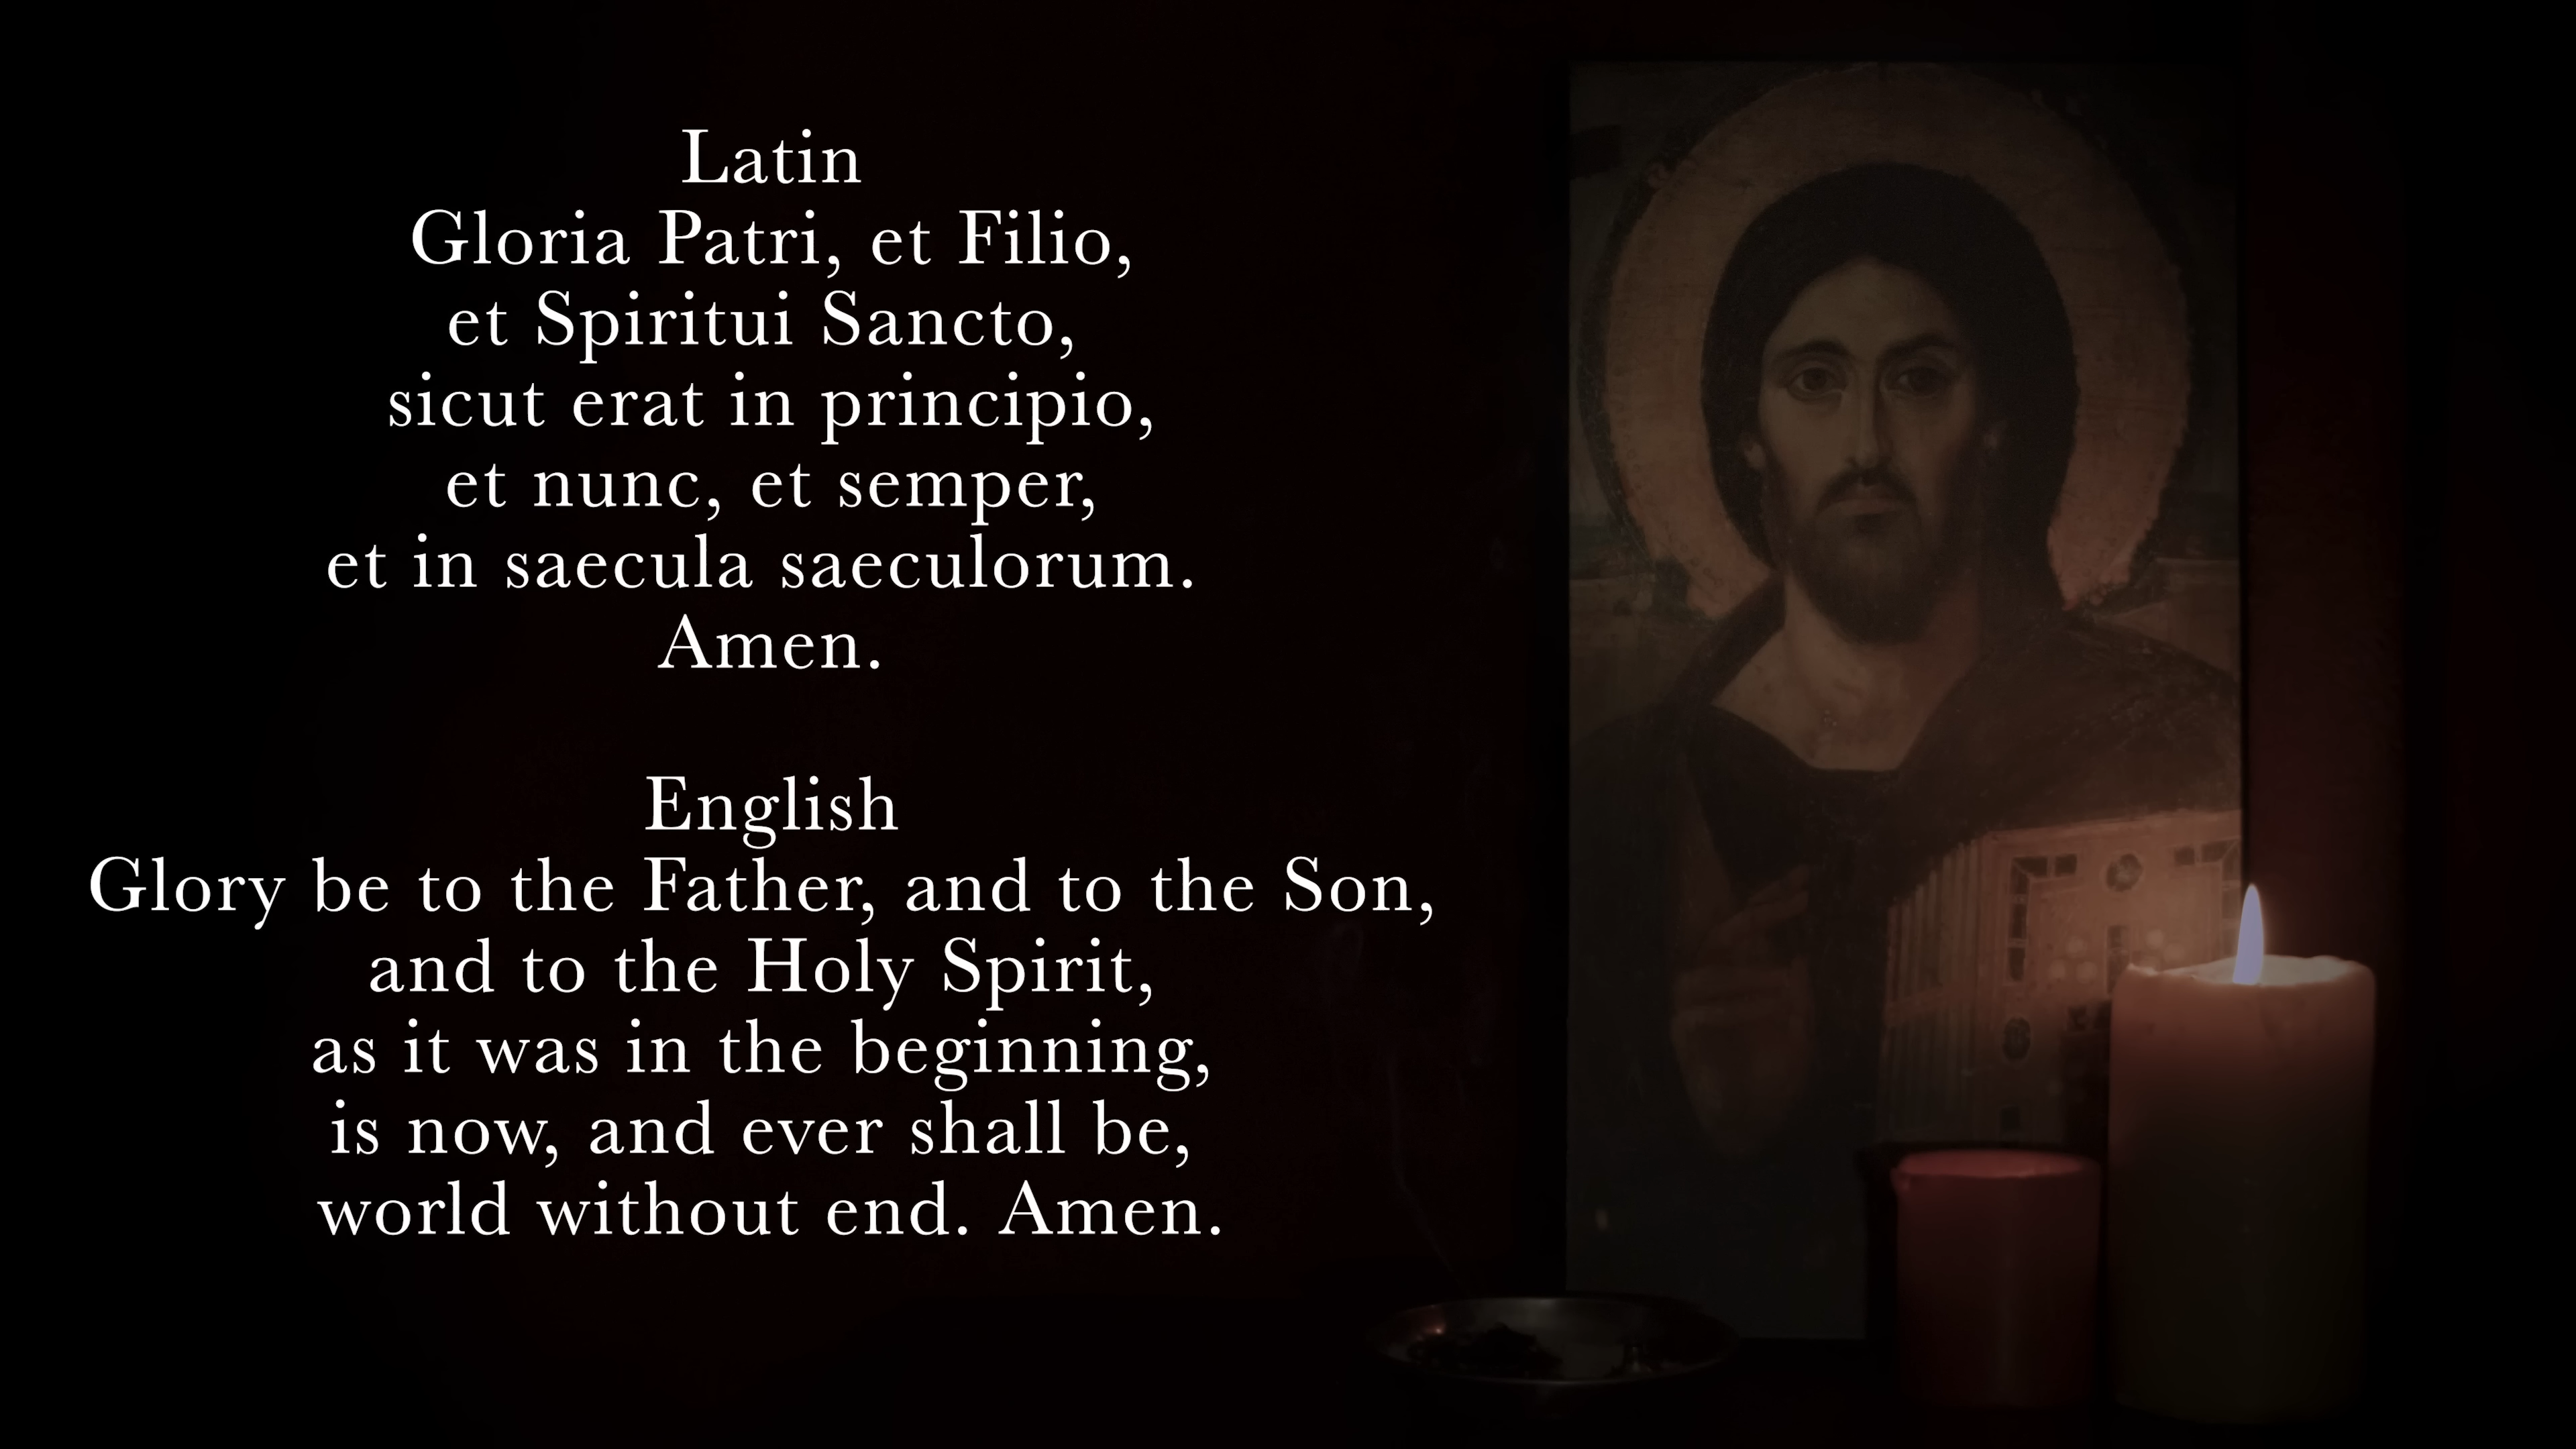 Latin
Gloria Patri, et Filio,
et Spiritui Sancto,
sicut erat in principio,
et nunc, et semper,
et in saecula saeculorum.
Amen.
English
Glory be to the Father, and to the Son,
and to the Holy Spirit,
as it was in the beginning,
is now, and ever shall be,
world without end. Amen.